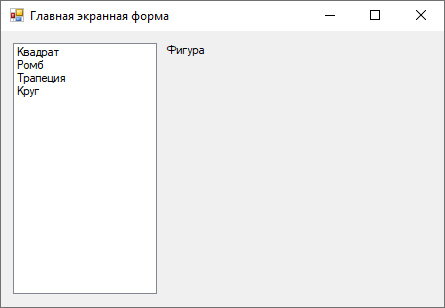 Главная экранная форма
Квадрат
Фигура
Ромб
Трапеция
Круг